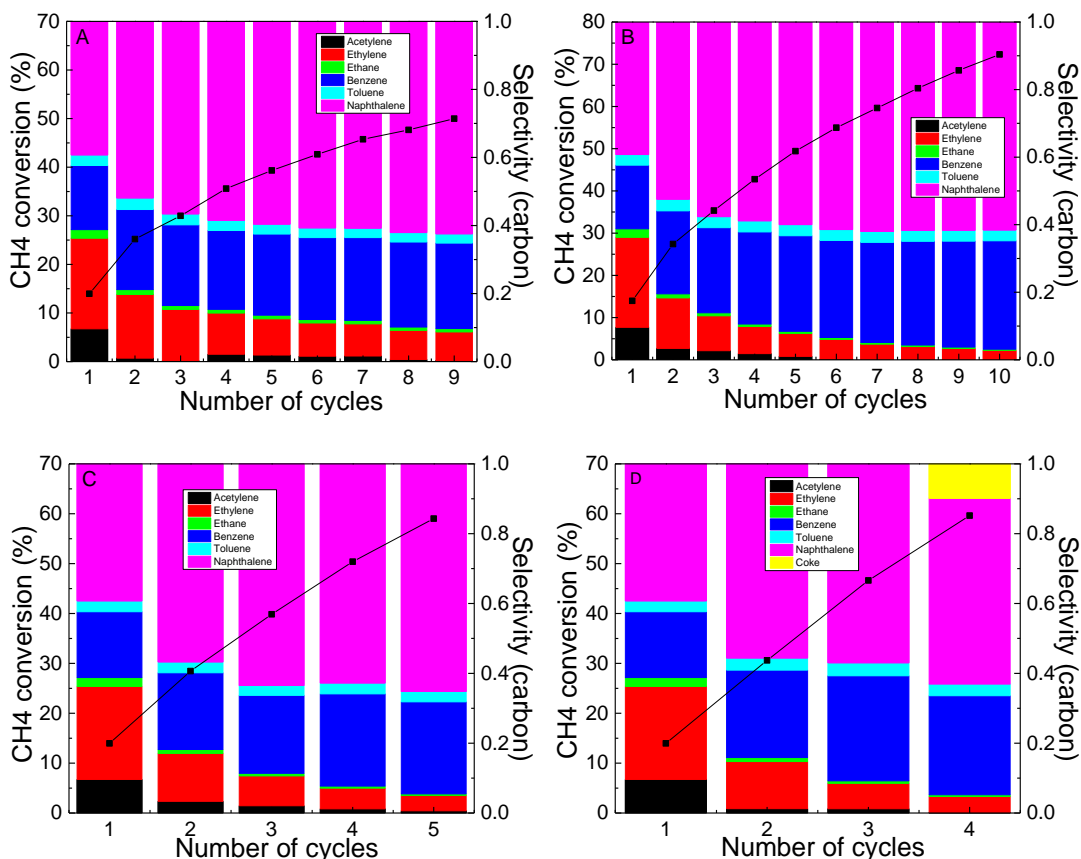 A
CH4 conversion (%)
70
60
50
40
30
20
10
0
Acetylene
Ethylene
Ethane
Benzene
Toluene
Naphthalene
1.0
0.8
0.6
0.4
0.2
0.0
Selectivity (carbon)
1 2 3 4 5 6 7 8 9
Number of cycles
B
CH4 conversion (%)
80
70
60
50
40
30
20
10
0
Acetylene
Ethylene
Ethane
Benzene
Toluene
Naphthalene
1.0
0.8
0.6
0.4
0.2
0.0
Selectivity (carbon)
1 2 3 4 5 6 7 8 9 10
Number of cycles
C
CH4 conversion (%)
70
60
50
40
30
20
10
0
Acetylene
Ethylene
Ethane
Benzene
Toluene
Naphthalene
1.0
0.8
0.6
0.4
0.2
0.0
Selectivity (carbon)
1 2 3 4 5
Number of cycles
D
CH4 conversion (%)
70
60
50
40
30
20
10
0
Acetylene
Ethylene
Ethane
Benzene
Toluene
Naphthalene
Coke
1.0
0.8
0.6
0.4
0.2
0.0
Selectivity (carbon)
1 2 3 4
Number of cycles